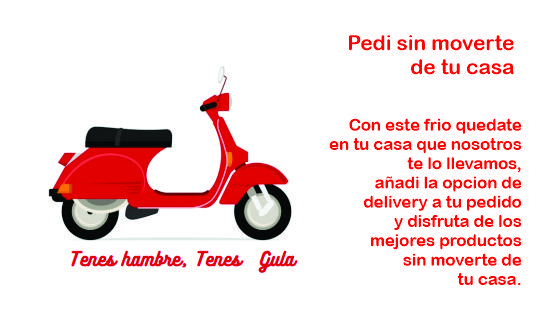 Pedi sin moverte
de tu casa
Con este frio quedate
en tu casa que nosotros
te lo llevamos,
añadi la opcion de
delivery a tu pedido
y disfruta de los
mejores productos
sin moverte de
tu casa.
Tenes hambre, Tenes Gula